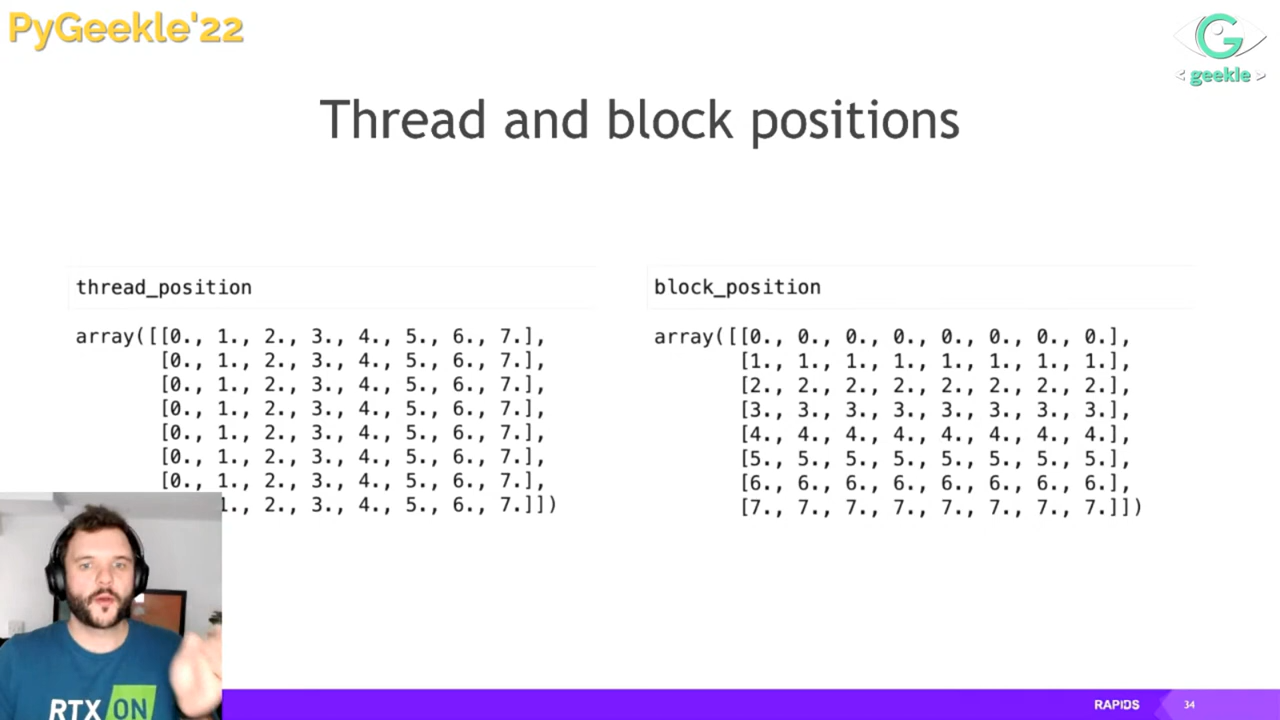 PyGeekle'22
G
< geekle >
Thread and block positions
thread_position
array([[0., 1., 2., 3., 4., 5., 6., 7.],
[0., 1., 2., 3., 4., 5., 6., 7.],
[0., 1., 2., 3., 4., 5., 6., 7.],
[0., 1., 2., 3., 4., 5., 6., 7.],
[0., 1., 2., 3., 4., 5., 6., 7.],
[0., 1., 2., 3., 4., 5., 6., 7.],
[0., 1., 2., 3., 4., 5., 6., 7.],
1., 2., 3., 4., 5., 6., 7.]])
block_position
array([[0., 0., 0., 0., 0., 0., 0., 0.],
[1., 1., 1., 1., 1., 1., 1., 1.],
[2., 2., 2., 2., 2., 2., 2., 2.],
[3., 3., 3., 3., 3., 3., 3., 3.],
[4., 4., 4., 4., 4., 4., 4., 4.],
[5., 5., 5., 5., 5., 5., 5., 5.],
[6., 6., 6., 6., 6., 6., 6., 6.],
[7., 7., 7., 7., 7., 7., 7., 7.]])
RTX ON
RAPIDS
34